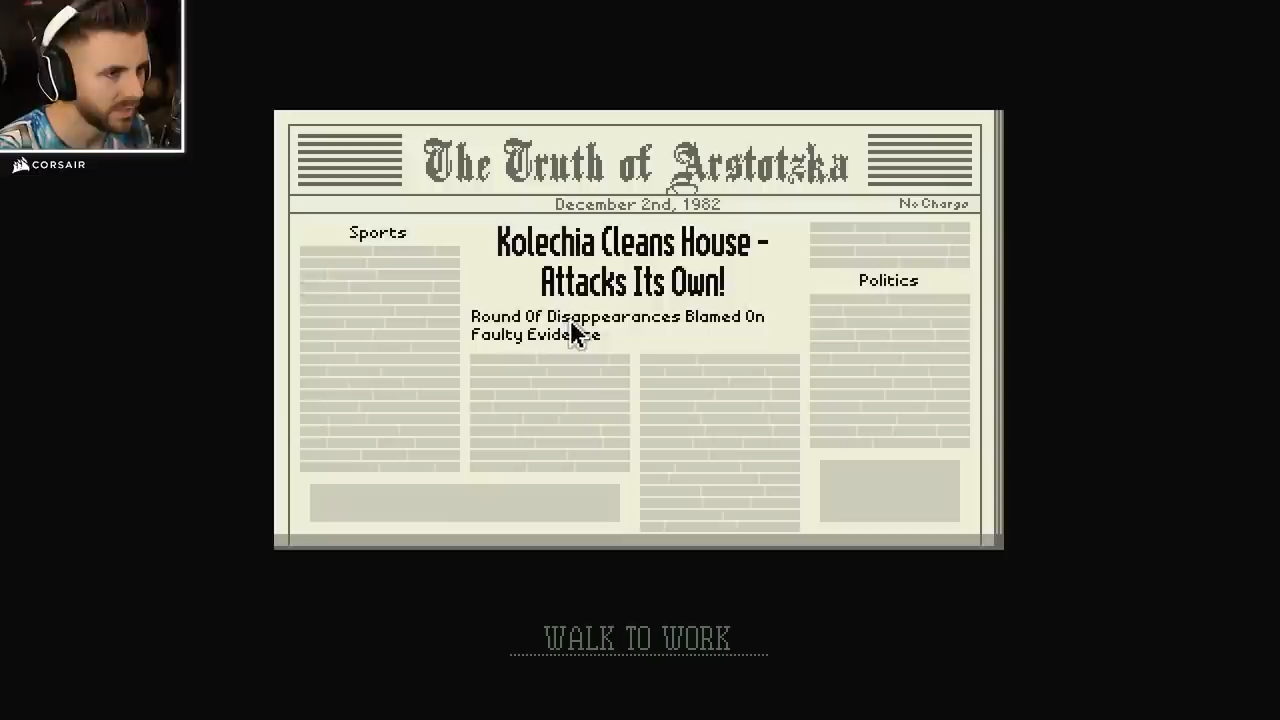 CORSAIR
The Truth of Arstotzka
December 2nd, 1982
No Charge
Sports
Kolechia Cleans House -
Attacks Its Own!
Round Of Disappearances Blamed On
Faulty Evidence
Politics
WALK TO WORK